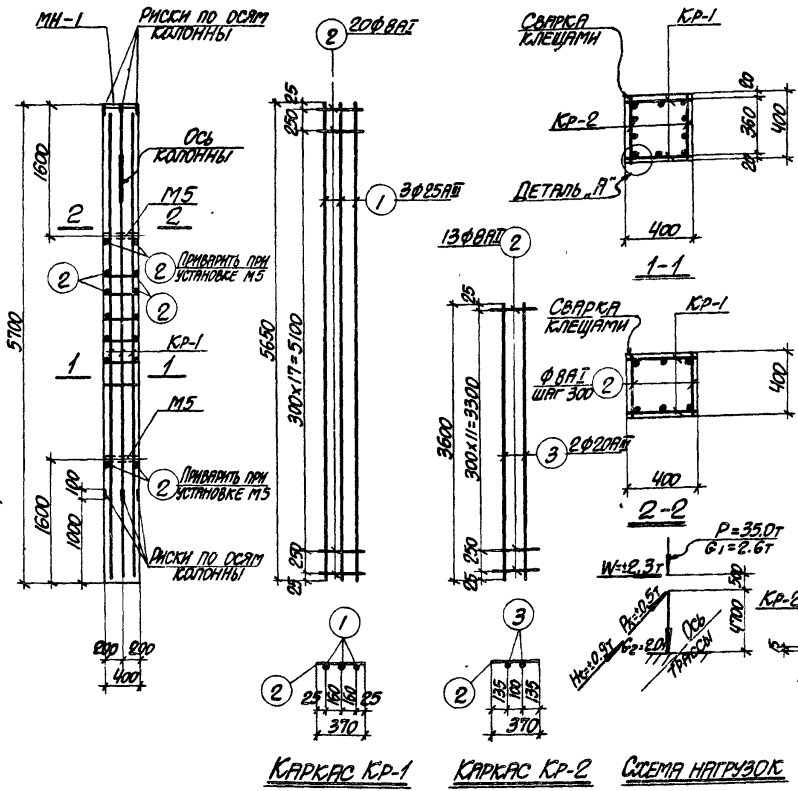 МН-1
Риски по осям
колонны
5700
1600
Ось
колонны
М5
2 2
2
Приварить при
установке М5
2
2
КР-1
1 1
М5
2
Приварить при
установке М5
1600
100
1000
Риски по осям
колонны
200 200
400
2
20Ф8АI
25
250
1
3Ф25АIII
5650
300х17=5100
250
25
1
2
25 160 160 25
370
Каркас КР-1
13Ф8АI
2
25
3600
300х11=3300
3
2Ф20АIII
250
25
3
2
135 100 135
370
Каркас КР-2
Сварка
клещами
КР-1
КР-2
Деталь „А"
20
360
20
400
400
1-1
Сварка
клещами
КР-1
Ф8АI
шаг 300
2
400
400
2-2
P=35.0т
G1=2.6т
W=±2.3т
500
Pк=±0.5т
4700
Hк=±0.9т
G2=2.0т
Ось
трассы
КР-2
Схема нагрузок